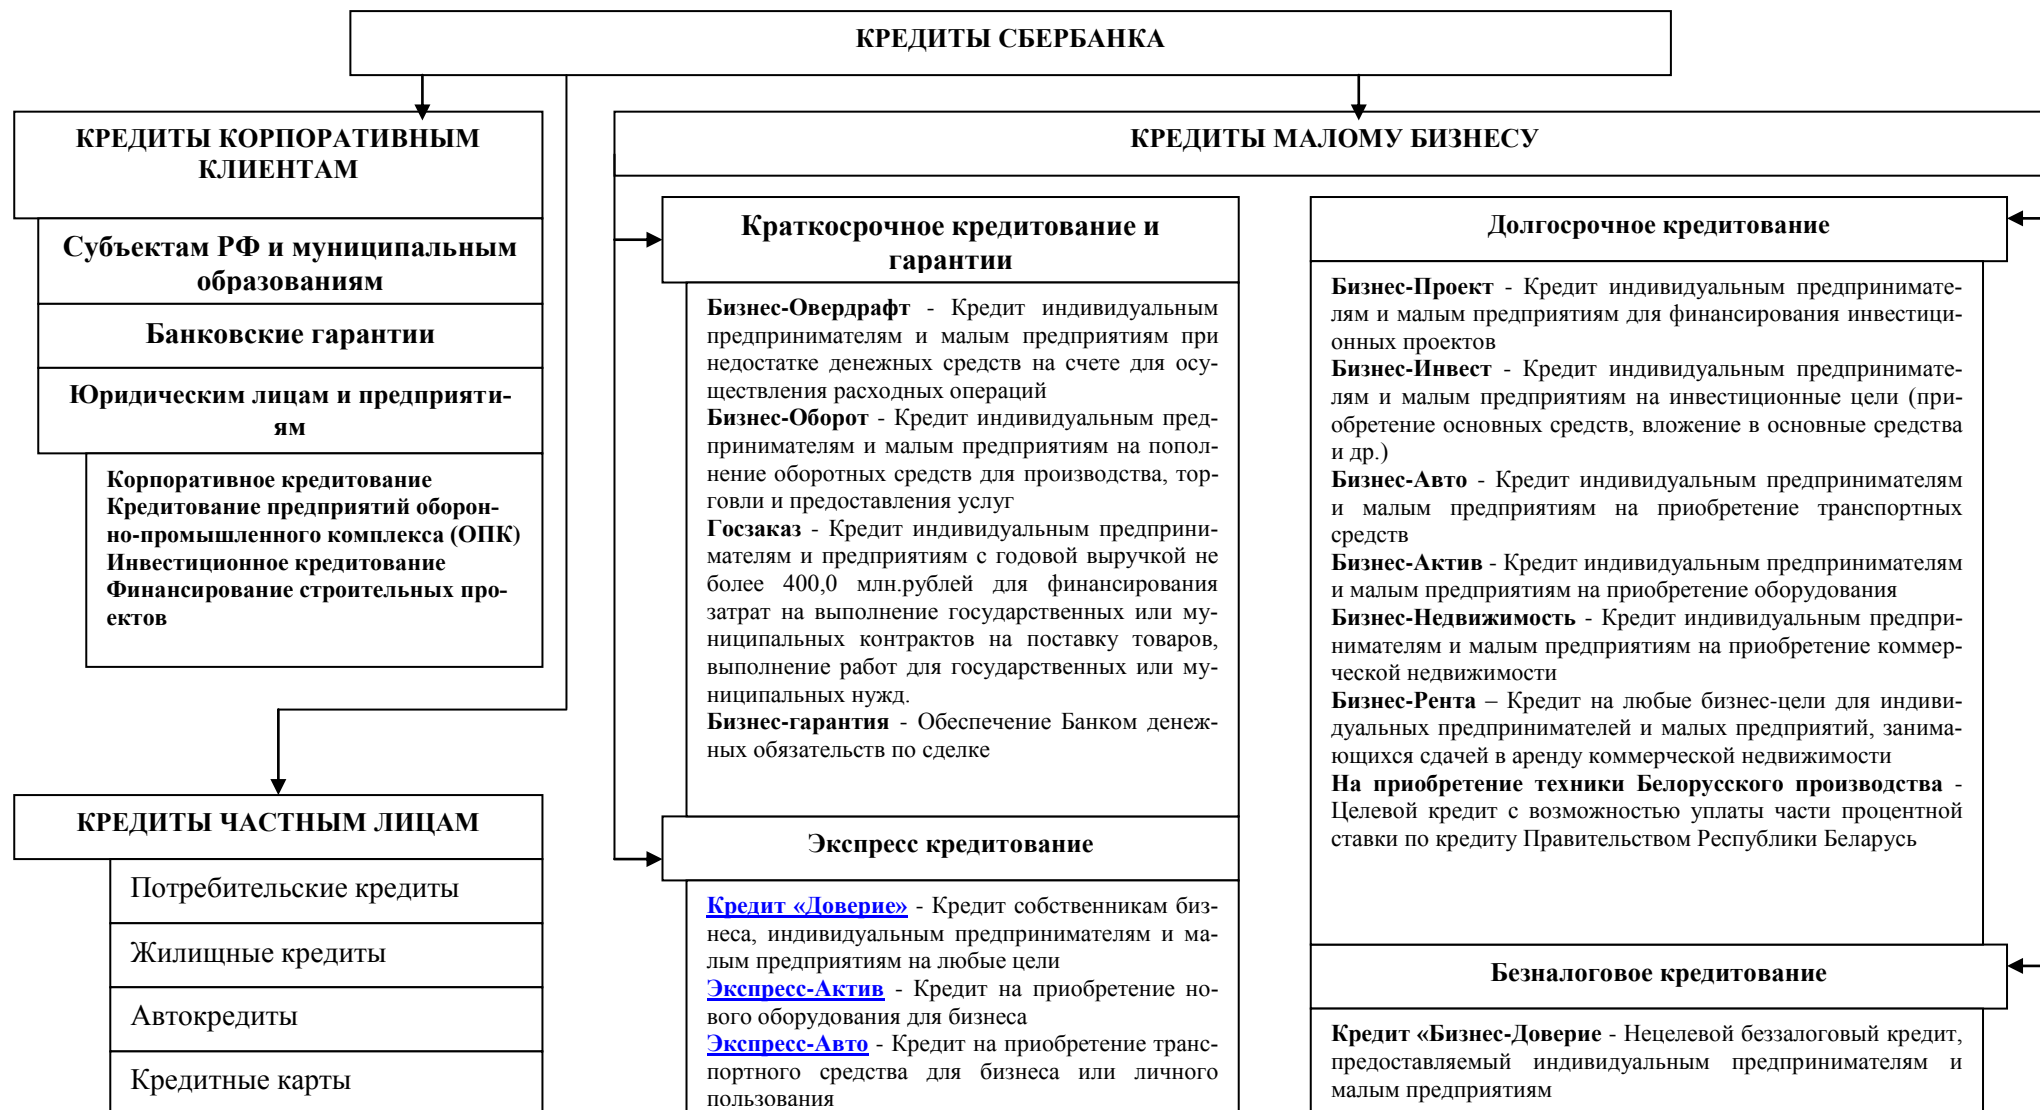 КРЕДИТЫ СБЕРБАНКА
КРЕДИТЫ КОРПОРАТИВНЫМ
КЛИЕНТАМ
Субъектам РФ и муниципальным
образованиям
Банковские гарантии
Юридическим лицам и предприяти-
ям
Корпоративное кредитование
Кредитование предприятий оборон-
но-промышленного комплекса (ОПК)
Инвестиционное кредитование
Финансирование строительных про-
ектов
КРЕДИТЫ ЧАСТНЫМ ЛИЦАМ
Потребительские кредиты
Жилищные кредиты
Автокредиты
Кредитные карты
КРЕДИТЫ МАЛОМУ БИЗНЕСУ
Краткосрочное кредитование и
гарантии
Бизнес-Овердрафт - Кредит индивидуальным
предпринимателям и малым предприятиям при
недостатке денежных средств на счете для осу-
ществления расходных операций
Бизнес-Оборот - Кредит индивидуальным пред-
принимателям и малым предприятиям на попол-
нение оборотных средств для производства, тор-
говли и предоставления услуг
Госзаказ - Кредит индивидуальным предприни-
мателям и предприятиям с годовой выручкой не
более 400,0 млн.рублей для финансирования
затрат на выполнение государственных или му-
ниципальных контрактов на поставку товаров,
выполнение работ для государственных или му-
ниципальных нужд.
Бизнес-гарантия - Обеспечение Банком денеж-
ных обязательств по сделке
Экспресс кредитование
Кредит «Доверие» - Кредит собственникам биз-
неса, индивидуальным предпринимателям и ма-
лым предприятиям на любые цели
Экспресс-Актив - Кредит на приобретение но-
вого оборудования для бизнеса
Экспресс-Авто - Кредит на приобретение транс-
портного средства для бизнеса или личного
пользования
Долгосрочное кредитование
Бизнес-Проект - Кредит индивидуальным предпринимате-
лям и малым предприятиям для финансирования инвестици-
онных проектов
Бизнес-Инвест - Кредит индивидуальным предпринимате-
лям и малым предприятиям на инвестиционные цели (при-
обретение основных средств, вложение в основные средства
и др.)
Бизнес-Авто - Кредит индивидуальным предпринимателям
и малым предприятиям на приобретение транспортных
средств
Бизнес-Актив - Кредит индивидуальным предпринимателям
и малым предприятиям на приобретение оборудования
Бизнес-Недвижимость - Кредит индивидуальным предпри-
нимателям и малым предприятиям на приобретение коммер-
ческой недвижимости
Бизнес-Рента – Кредит на любые бизнес-цели для индиви-
дуальных предпринимателей и малых предприятий, занима-
ющихся сдачей в аренду коммерческой недвижимости
На приобретение техники Белорусского производства -
Целевой кредит с возможностью уплаты части процентной
ставки по кредиту Правительством Республики Беларусь
Безналоговое кредитование
Кредит «Бизнес-Доверие - Нецелевой беззалоговый кредит,
предоставляемый индивидуальным предпринимателям и
малым предприятиям